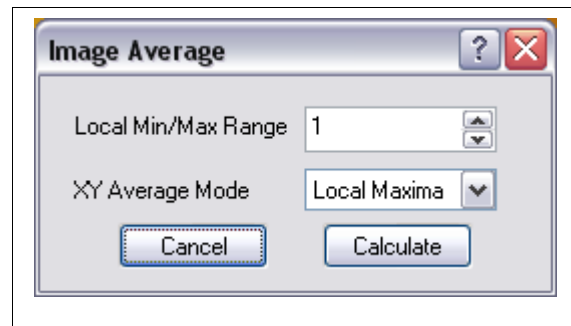 Image Average
Local Min/Max Range 1
XY Average Mode Local Maxima
Cancel Calculate